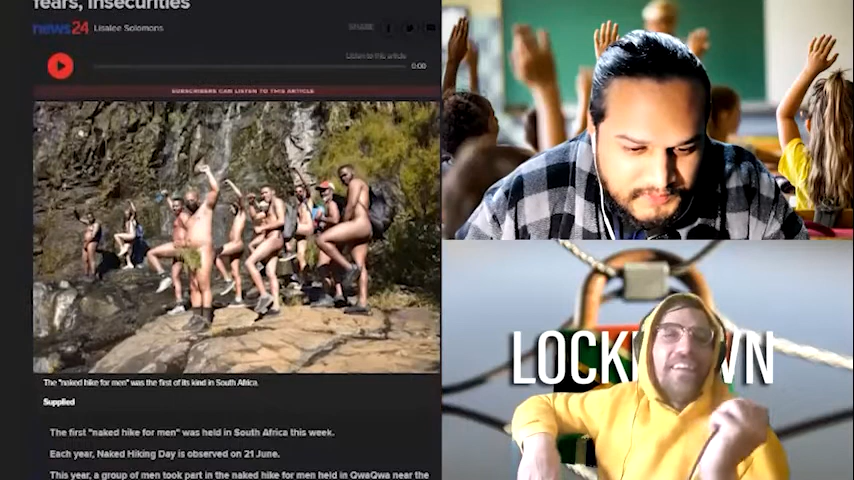 fears, insecurities
news24 Lisalee Solomons
SHARE
Listen to this article
0:00
SUBSCRIBERS CAN LISTEN TO THIS ARTICLE
The "naked hike for men" was the first of its kind in South Africa.
Supplied
The first "naked hike for men" was held in South Africa this week.
Each year, Naked Hiking Day is observed on 21 June.
This year, a group of men took part in the naked hike for men held in QwaQwa near the
LOCK WN